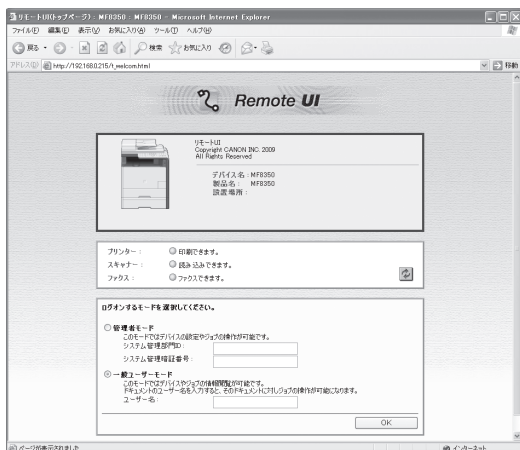 リモートUI(トップページ) : MF8350 : MF8350 - Microsoft Internet Explorer
ファイル(F) 編集(E) 表示(V) お気に入り(A) ツール(T) ヘルプ(H)
戻る 検索 お気に入り
アドレス(D) http://192.168.0.215/t_welcom.html 移動
Remote UI
リモートUI
Copyright CANON INC. 2009
All Rights Reserved
デバイス名 : MF8350
製品名 : MF8350
設置場所 :
プリンター : 印刷できます。
スキャナー : 読み込みできます。
ファクス : ファクスできます。
ログオンするモードを選択してください。
管理者モード
このモードではデバイスの設定やジョブの操作が可能です。
システム管理部門ID :
システム管理暗証番号 :
一般ユーザーモード
このモードではデバイスやジョブの情報閲覧が可能です。
ドキュメントのユーザー名を入力すると、そのドキュメントに対しジョブの操作が可能になります。
ユーザー名 :
OK
ページが表示されました インターネット